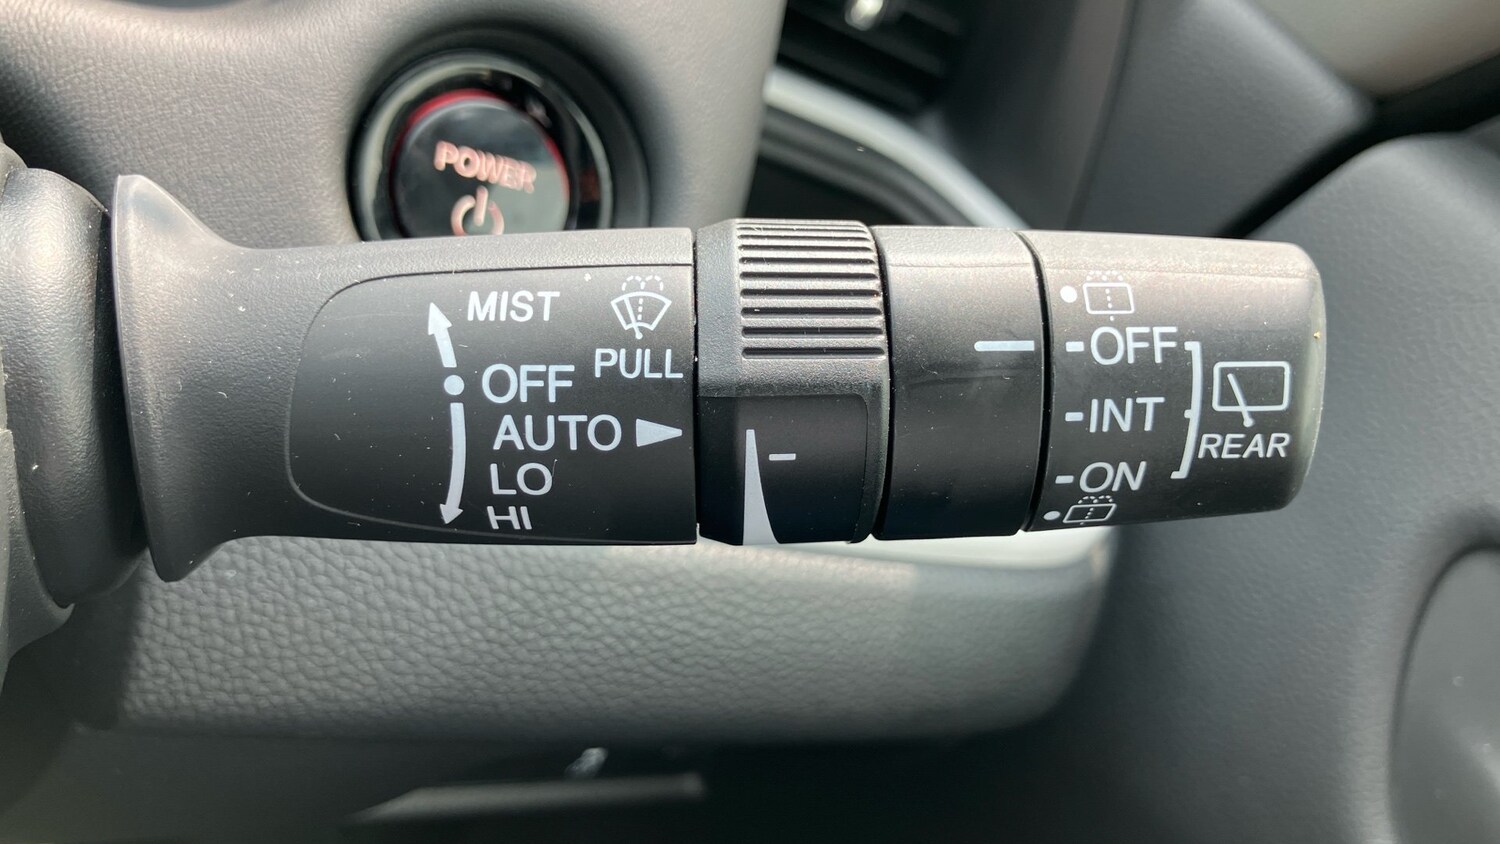 POWER
MIST
PULL
OFF
AUTO
LO
HI
-OFF
-INT
-ON
REAR